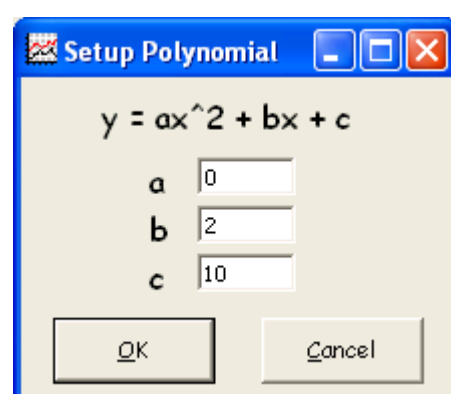 Setup Polynomial
y = ax^2 + bx + c
a 0
b 2
c 10
OK Cancel